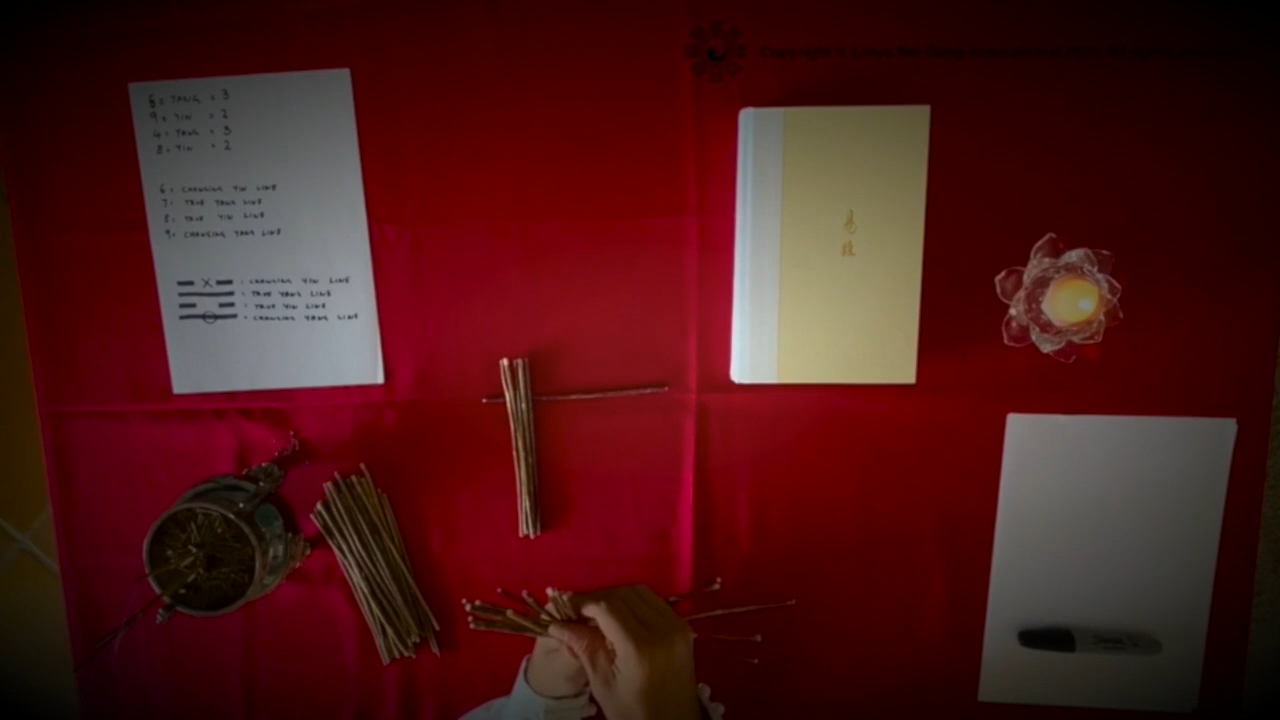 5 = YANG = 3
9 = YIN = 2
4 = YANG = 3
8 = YIN = 2
6: CHANGING YIN LINE
7: TRUE YANG LINE
8: TRUE YIN LINE
9: CHANGING YANG LINE
X : CHANGING YIN LINE
: TRUE YANG LINE
: TRUE YIN LINE
: CHANGING YANG LINE
易
經